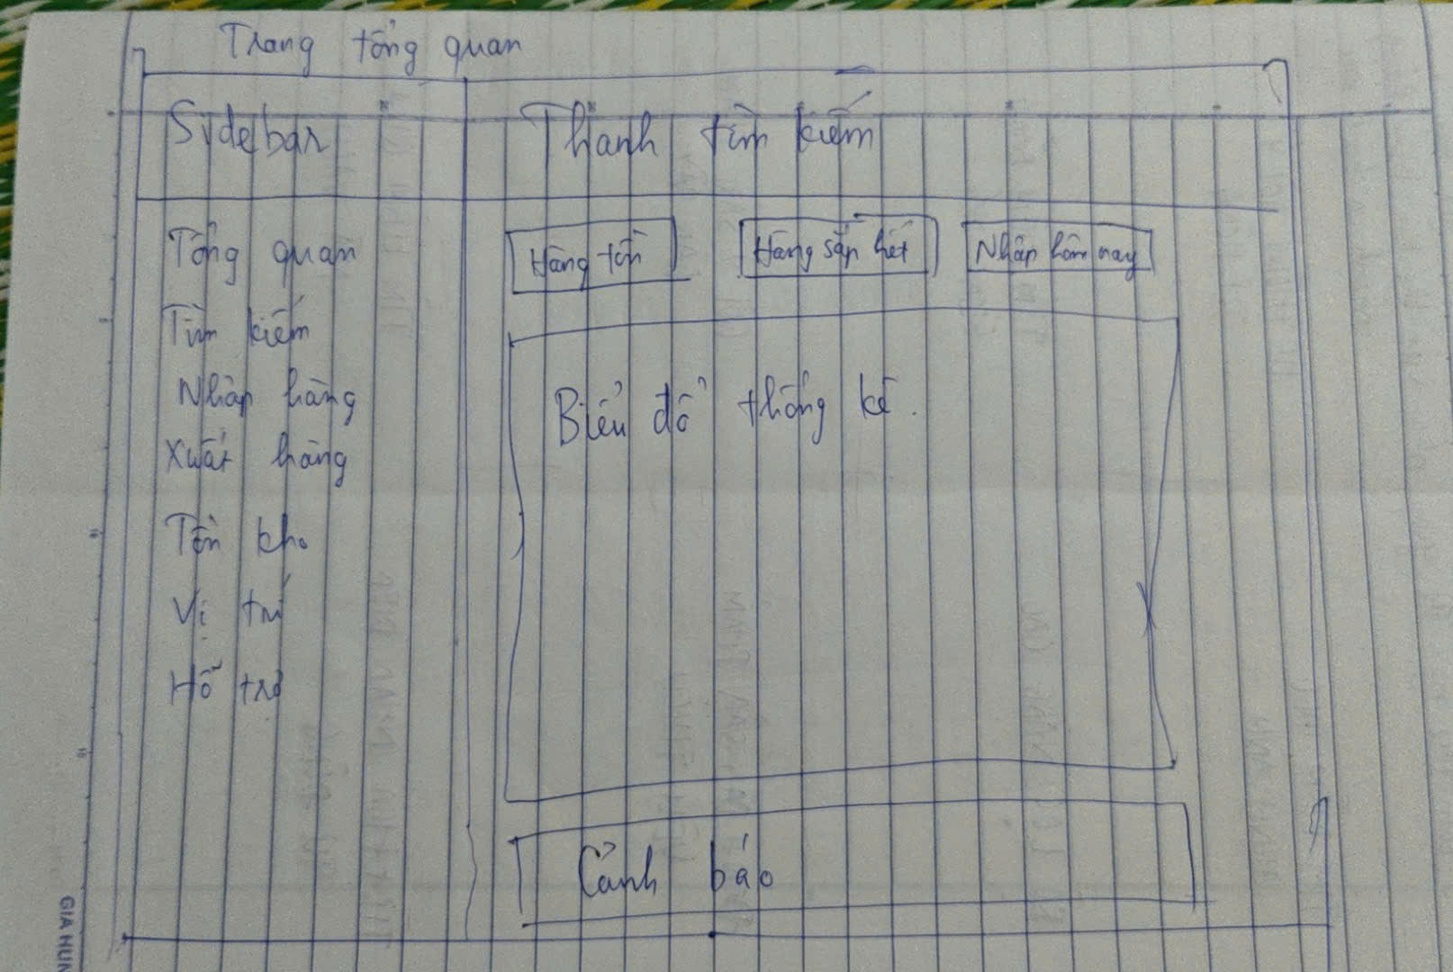 Trang tổng quan
Sidebar
Thanh tìm kiếm
Tổng quan
Tìm kiếm
Nhập hàng
Xuất hàng
Tồn kho
Vị trí
Hỗ trợ
Hàng tồn
Hàng sắp hết
Nhập hôm nay
Biểu đồ thống kê.
Cảnh báo